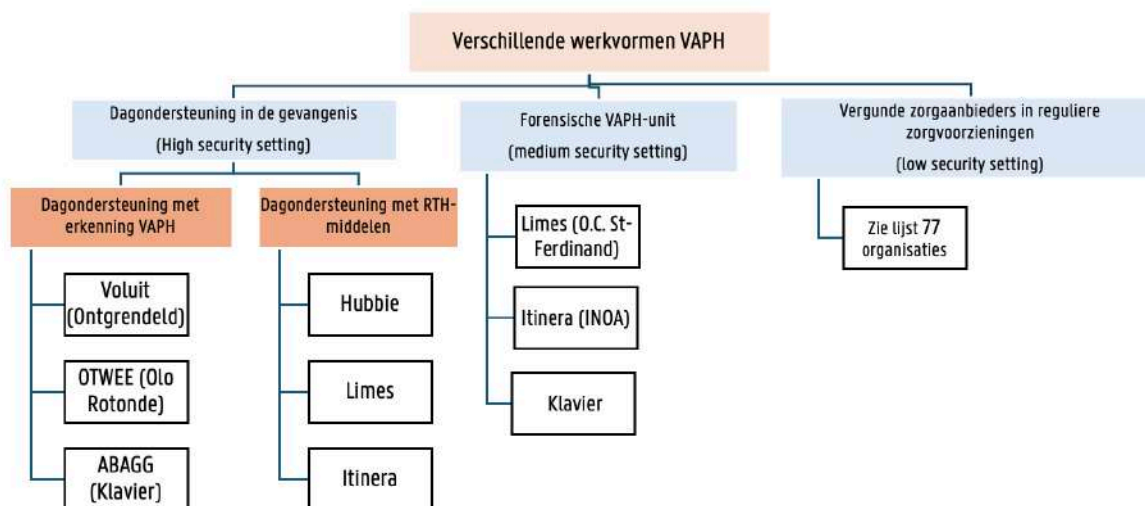 Verschillende werkvormen VAPH
Dagondersteuning in de gevangenis
(High security setting)
Forensische VAPH-unit
(medium security setting)
Vergunde zorgaanbieders in reguliere
zorgvoorzieningen
(low security setting)
Dagondersteuning met
erkenning VAPH
Dagondersteuning met RTH-
middelen
Voluit
(Ontgrendeld)
OTWEE (Olo
Rotonde)
ABAGG
(Klavier)
Hubbie
Limes
Itinera
Limes (O.C. St-
Ferdinand)
Itinera (INOA)
Klavier
Zie lijst 77
organisaties